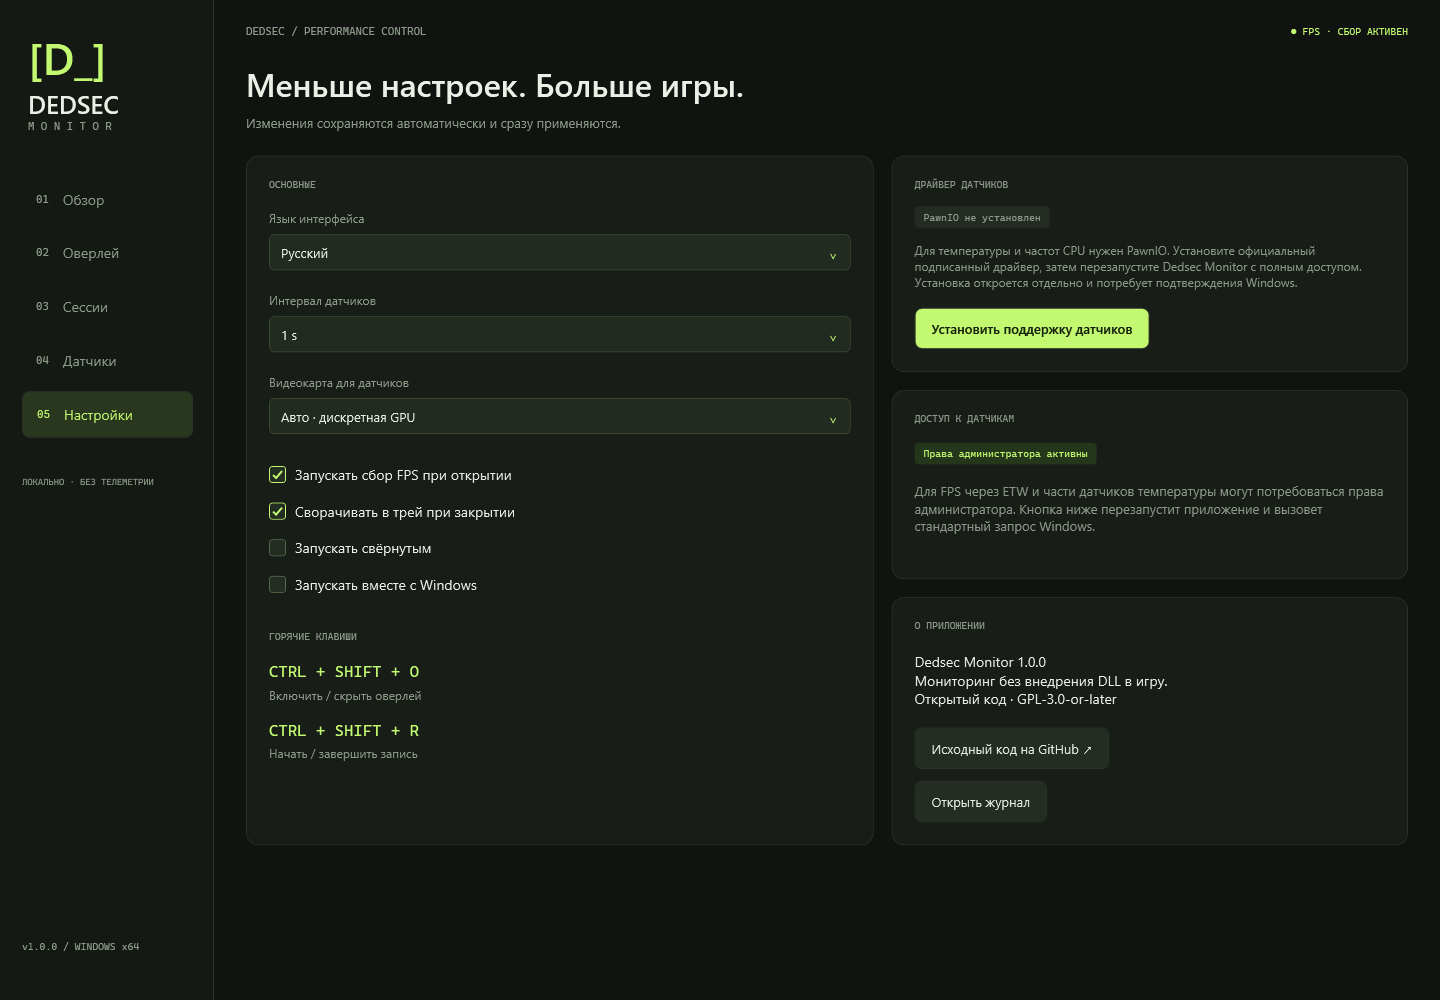 [D_]
DEDSEC
MONITOR
01 Обзор
02 Оверлей
03 Сессии
04 Датчики
05 Настройки
ЛОКАЛЬНО · БЕЗ ТЕЛЕМЕТРИИ
v1.0.0 / WINDOWS x64
DEDSEC / PERFORMANCE CONTROL
● FPS · СБОР АКТИВЕН
Меньше настроек. Больше игры.
Изменения сохраняются автоматически и сразу применяются.
ОСНОВНЫЕ
Язык интерфейса
Русский
Интервал датчиков
1 s
Видеокарта для датчиков
Авто · дискретная GPU
Запускать сбор FPS при открытии
Сворачивать в трей при закрытии
Запускать свёрнутым
Запускать вместе с Windows
ГОРЯЧИЕ КЛАВИШИ
CTRL + SHIFT + O
Включить / скрыть оверлей
CTRL + SHIFT + R
Начать / завершить запись
ДРАЙВЕР ДАТЧИКОВ
PawnIO не установлен
Для температуры и частот CPU нужен PawnIO. Установите официальный
подписанный драйвер, затем перезапустите Dedsec Monitor с полным доступом.
Установка откроется отдельно и потребует подтверждения Windows.
Установить поддержку датчиков
ДОСТУП К ДАТЧИКАМ
Права администратора активны
Для FPS через ETW и части датчиков температуры могут потребоваться права
администратора. Кнопка ниже перезапустит приложение и вызовет
стандартный запрос Windows.
О ПРИЛОЖЕНИИ
Dedsec Monitor 1.0.0
Мониторинг без внедрения DLL в игру.
Открытый код · GPL-3.0-or-later
Исходный код на GitHub ↗
Открыть журнал